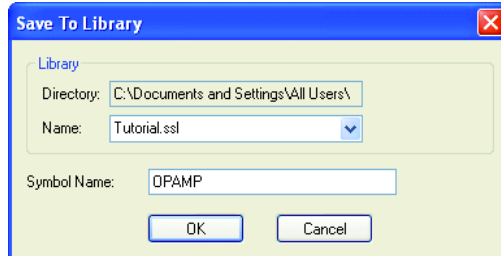 Save To Library
Library
Directory: C:\Documents and Settings\All Users\
Name: Tutorial.ssl
Symbol Name: OPAMP
OK Cancel